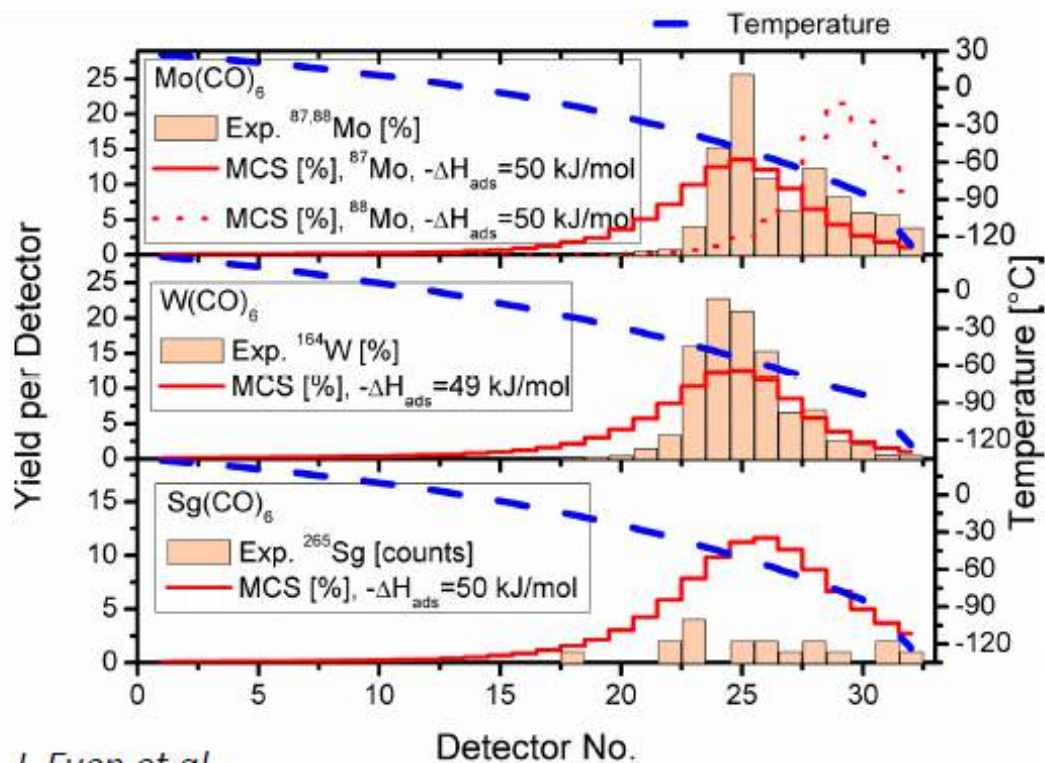 Temperature
Mo(CO)₆
Exp. ⁸⁷,⁸⁸Mo [%]
MCS [%], ⁸⁷Mo, -ΔHₐds=50 kJ/mol
MCS [%], ⁸⁸Mo, -ΔHₐds=50 kJ/mol
25
20
15
10
5
0
30
0
-30
-60
-90
-120
W(CO)₆
Exp. ¹⁶⁴W [%]
MCS [%], -ΔHₐds=49 kJ/mol
25
20
15
10
5
0
0
-30
-60
-90
-120
Sg(CO)₆
Exp. ²⁶⁵Sg [counts]
MCS [%], -ΔHₐds=50 kJ/mol
15
10
5
0
0
-30
-60
-90
-120
Yield per Detector
Temperature [°C]
0 5 10 15 20 25 30
Detector No.